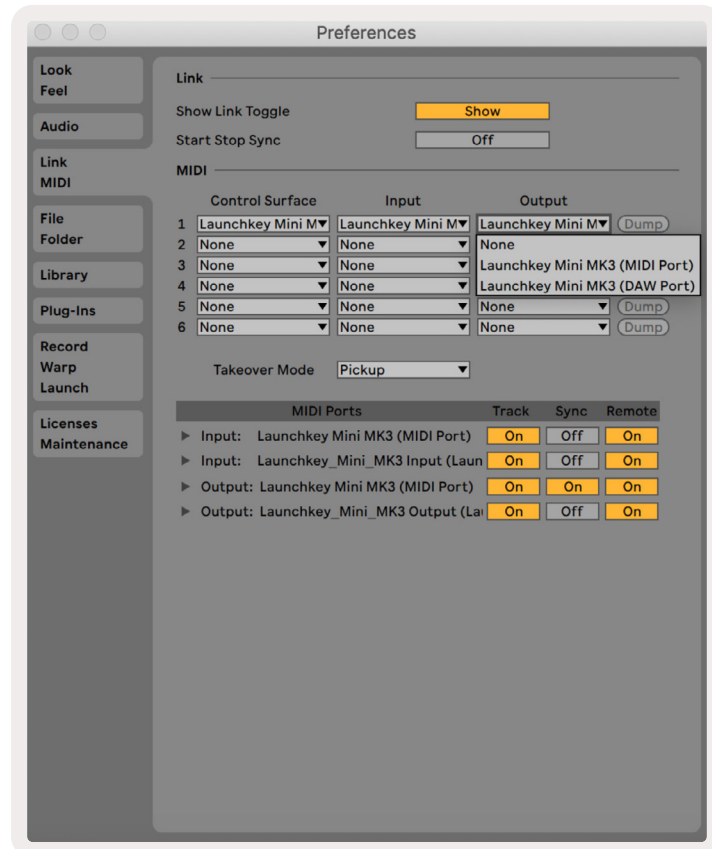 Preferences
Look
Feel
Audio
Link
MIDI
File
Folder
Library
Plug-Ins
Record
Warp
Launch
Licenses
Maintenance
Link
Show Link Toggle Show
Start Stop Sync Off
MIDI
Control Surface Input Output
1 Launchkey Mini M Launchkey Mini M Launchkey Mini M Dump
2 None None None
3 None None Launchkey Mini MK3 (MIDI Port)
4 None None Launchkey Mini MK3 (DAW Port)
5 None None None Dump
6 None None None Dump
Takeover Mode Pickup
MIDI Ports Track Sync Remote
Input: Launchkey Mini MK3 (MIDI Port) On Off On
Input: Launchkey_Mini_MK3 Input (Laun On Off On
Output: Launchkey Mini MK3 (MIDI Port) On On On
Output: Launchkey_Mini_MK3 Output (La On Off On